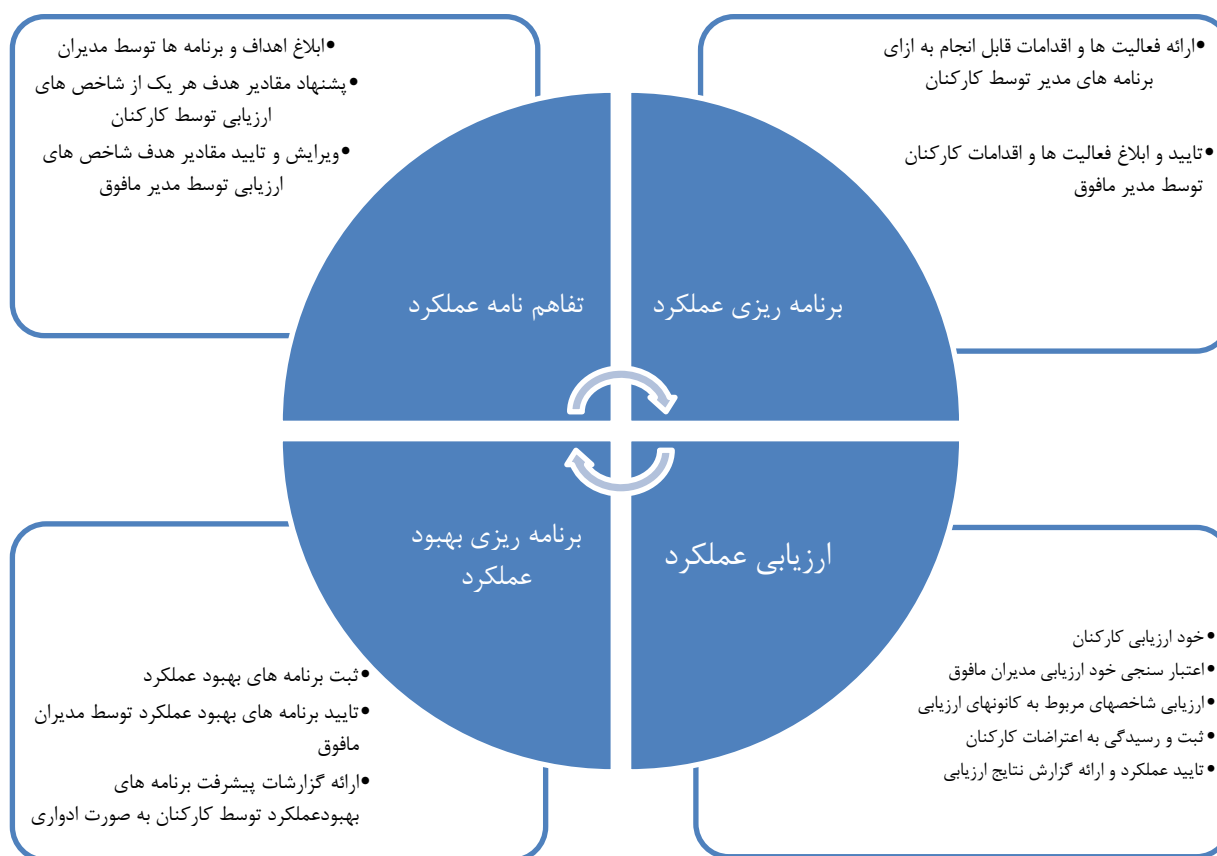 •ابلاغ اهداف و برنامه ها توسط مدیران
•پشنهاد مقادیر هدف هر یک از شاخص های
ارزیابی توسط کارکنان
•ویرایش و تایید مقادیر هدف شاخص های
ارزیابی توسط مدیر مافوق
•ارائه فعالیت ها و اقدامات قابل انجام به ازای
برنامه های مدیر توسط کارکنان
•تایید و ابلاغ فعالیت ها و اقدامات کارکنان
توسط مدیر مافوق
تفاهم نامه عملکرد
برنامه ریزی عملکرد
برنامه ریزی بهبود
عملکرد
ارزیابی عملکرد
•خود ارزیابی کارکنان
•اعتبار سنجی خود ارزیابی مدیران مافوق
•ارزیابی شاخصهای مربوط به کانونهای ارزیابی
•ثبت و رسیدگی به اعتراضات کارکنان
•تایید عملکرد و ارائه گزارش نتایج ارزیابی
•ثبت برنامه های بهبود عملکرد
•تایید برنامه های بهبود عملکرد توسط مدیران
مافوق
•ارائه گزارشات پیشرفت برنامه های
بهبودعملکرد توسط کارکنان به صورت ادواری